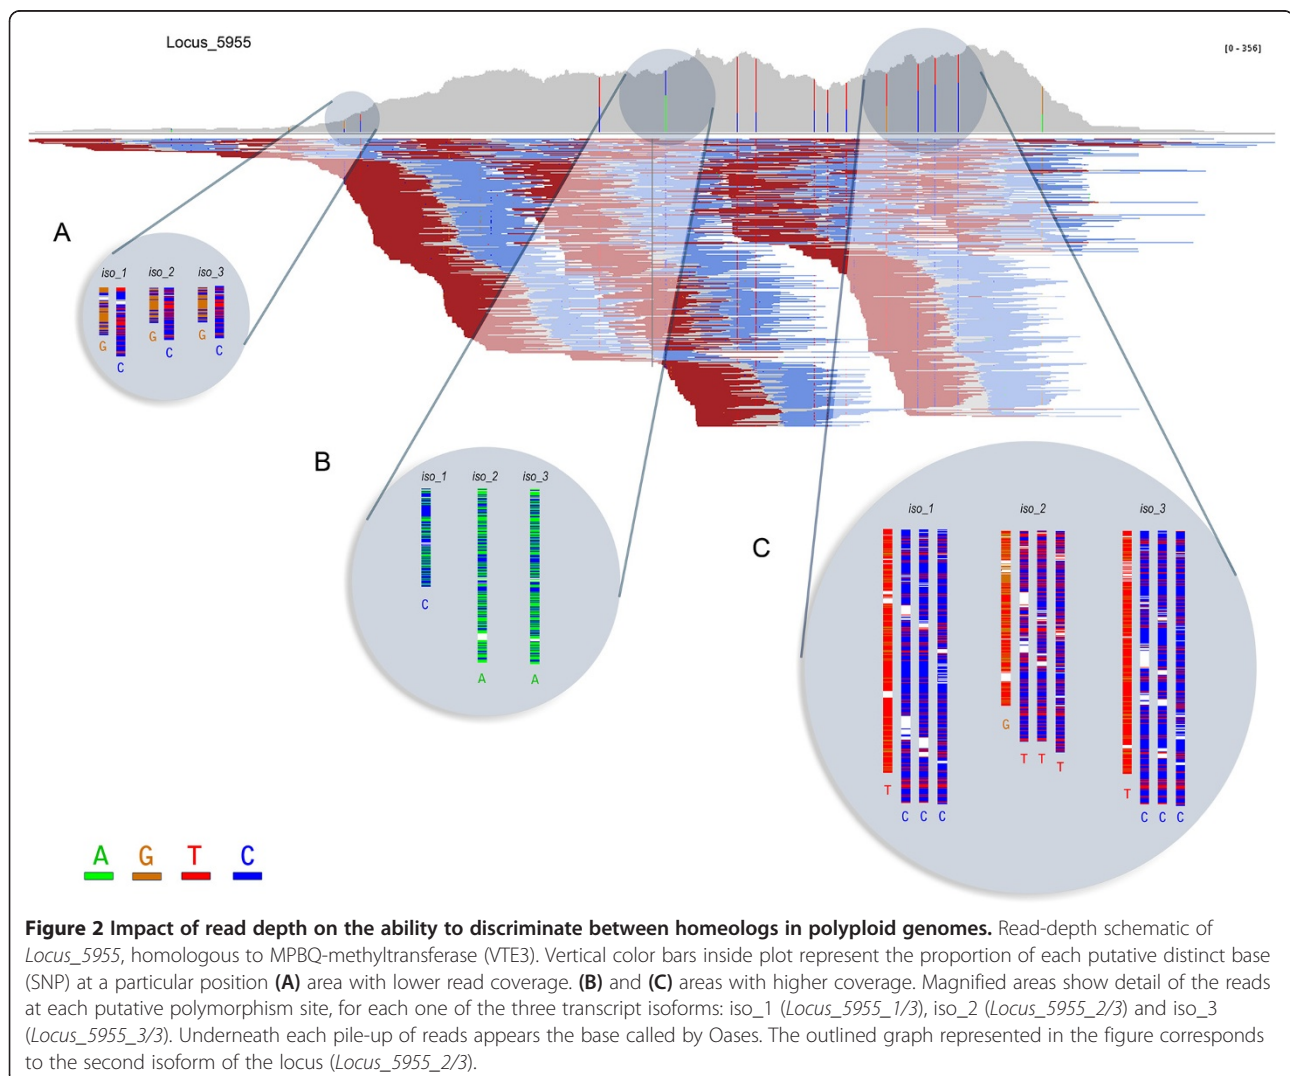 Locus_5955
[0 - 356]
A
iso_1 iso_2 iso_3
G G G
C C C
B
iso_1 iso_2 iso_3
C
A A
C
iso_1 iso_2 iso_3
G
T T T
T T
C C C C C C
A G T C
Figure 2 Impact of read depth on the ability to discriminate between homeologs in polyploid genomes. Read-depth schematic of
Locus_5955, homologous to MPBQ-methyltransferase (VTE3). Vertical color bars inside plot represent the proportion of each putative distinct base
(SNP) at a particular position (A) area with lower read coverage. (B) and (C) areas with higher coverage. Magnified areas show detail of the reads
at each putative polymorphism site, for each one of the three transcript isoforms: iso_1 (Locus_5955_1/3), iso_2 (Locus_5955_2/3) and iso_3
(Locus_5955_3/3). Underneath each pile-up of reads appears the base called by Oases. The outlined graph represented in the figure corresponds
to the second isoform of the locus (Locus_5955_2/3).